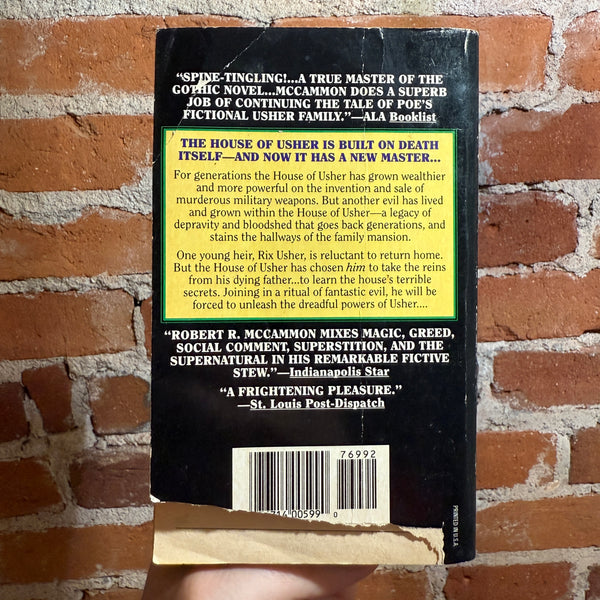 “SPINE-TINGLING!...A TRUE MASTER OF THE
GOTHIC NOVEL...MCCAMMON DOES A SUPERB
JOB OF CONTINUING THE TALE OF POE’S
FICTIONAL USHER FAMILY.”—ALA Booklist
THE HOUSE OF USHER IS BUILT ON DEATH
ITSELF—AND NOW IT HAS A NEW MASTER...
For generations the House of Usher has grown wealthier
and more powerful on the invention and sale of
murderous military weapons. But another evil has lived
and grown within the House of Usher—a legacy of
depravity and bloodshed that goes back generations, and
stains the hallways of the family mansion.
One young heir, Rix Usher, is reluctant to return home.
But the House of Usher has chosen him to take the reins
from his dying father...to learn the house’s terrible
secrets. Joining in a ritual of fantastic evil, he will be
forced to unleash the dreadful powers of Usher....
“ROBERT R. MCCAMMON MIXES MAGIC, GREED,
SOCIAL COMMENT, SUPERSTITION, AND THE
SUPERNATURAL IN HIS REMARKABLE FICTIVE
STEW.”—Indianapolis Star
“A FRIGHTENING PLEASURE.”
—St. Louis Post-Dispatch
76992
14 00599 0
PRINTED IN U.S.A.